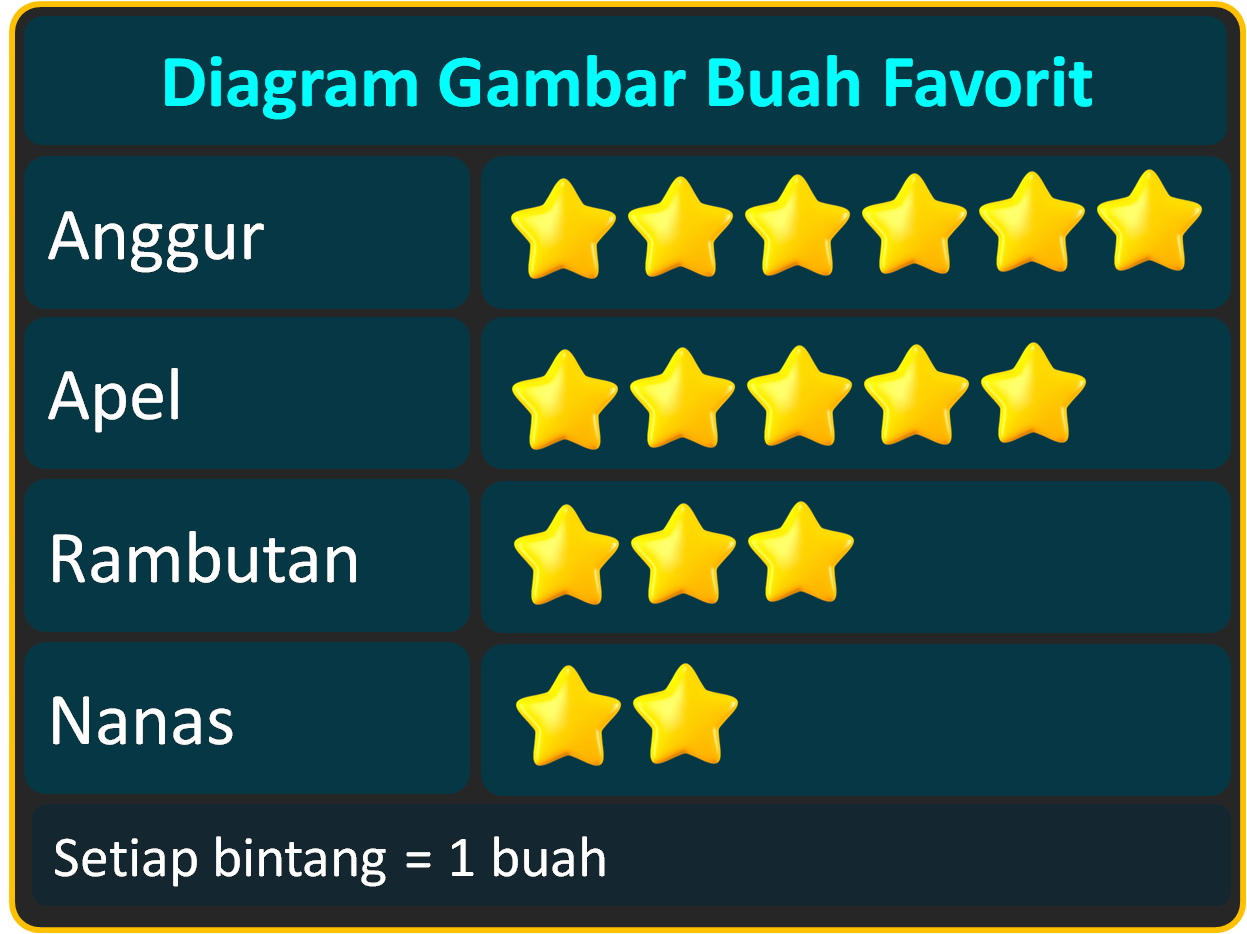 Diagram Gambar Buah Favorit
Anggur
Apel
Rambutan
Nanas
Setiap bintang = 1 buah